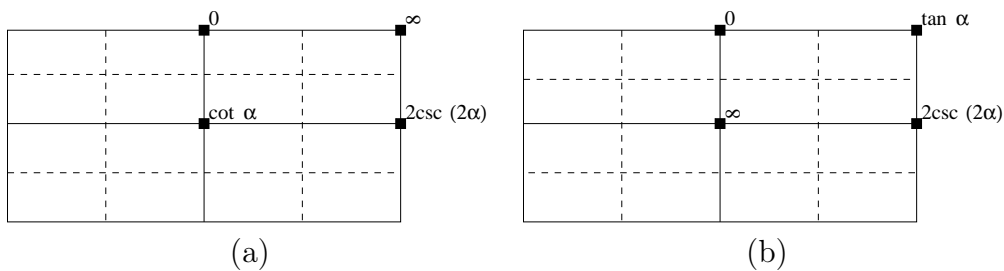 0 ∞
cot α 2csc (2α)
(a)
0 tan α
∞ 2csc (2α)
(b)